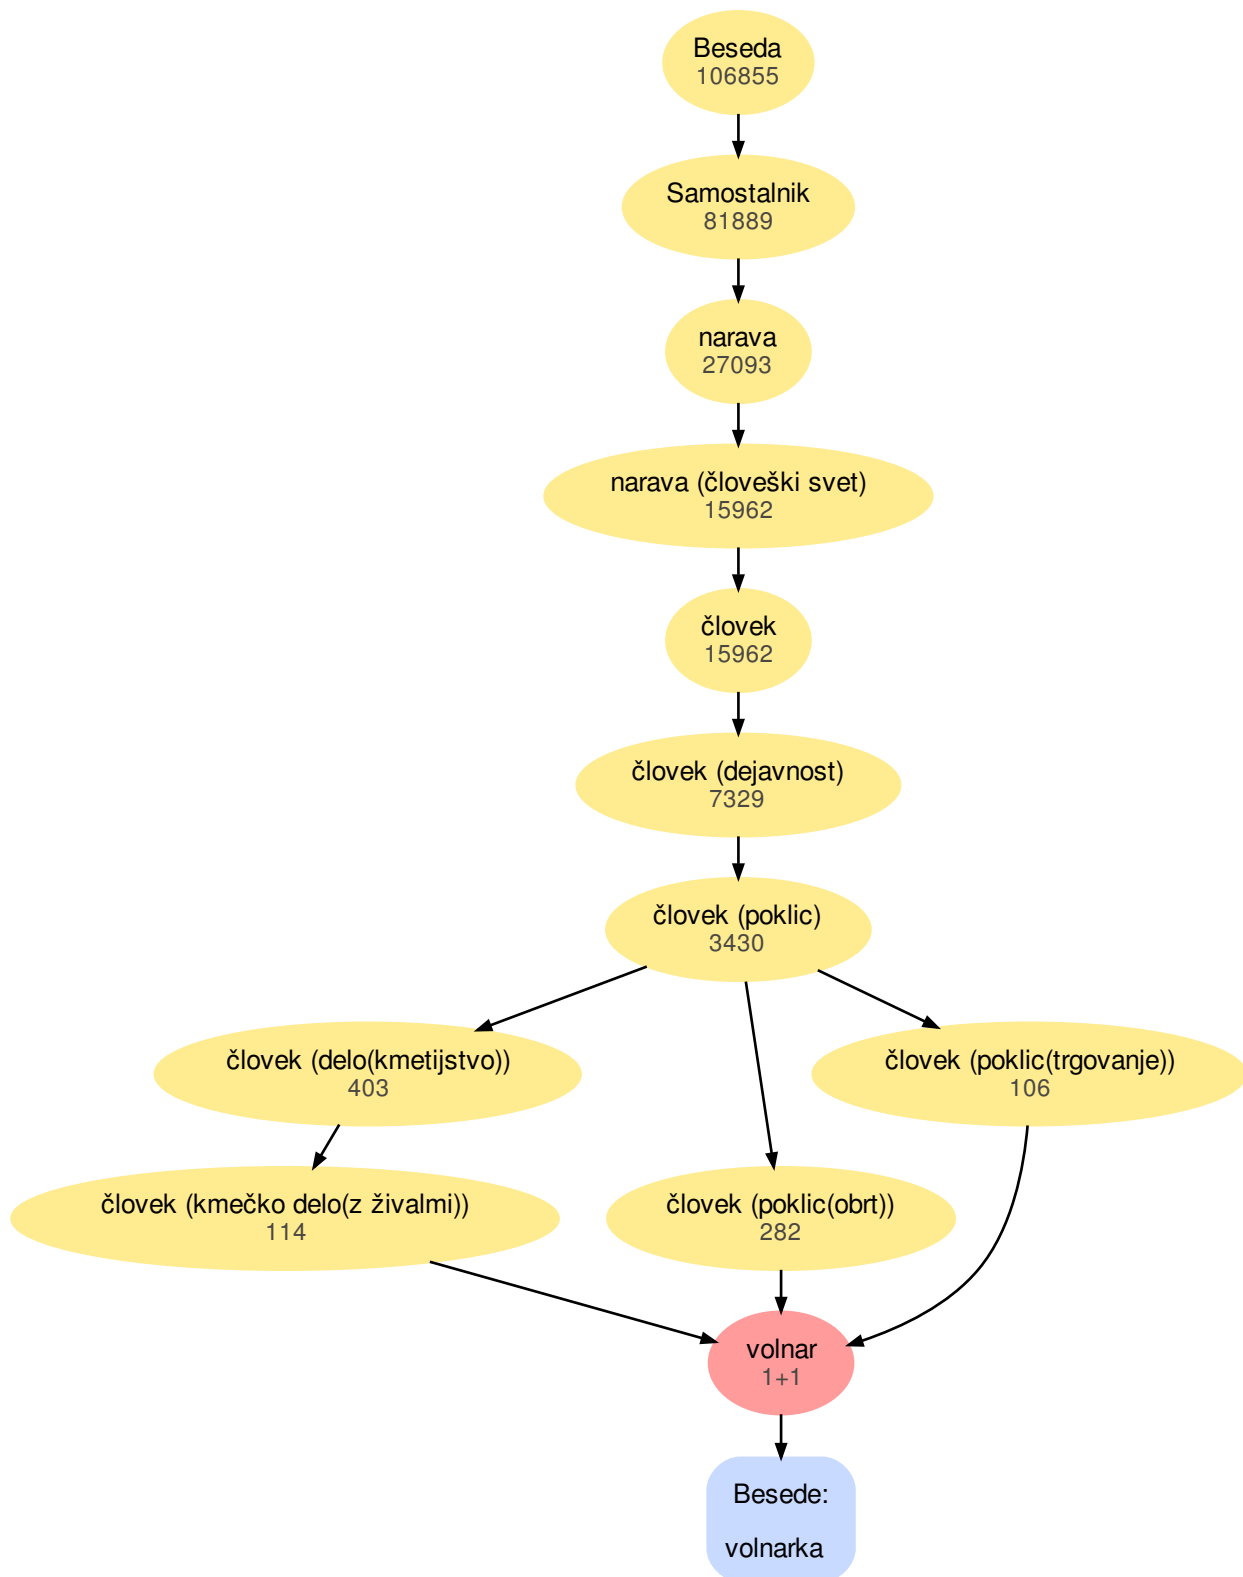 Beseda
106855
Samostalnik
81889
narava
27093
narava (človeški svet)
15962
človek
15962
človek (dejavnost)
7329
človek (poklic)
3430
človek (delo(kmetijstvo))
403
človek (poklic(trgovanje))
106
človek (kmečko delo(z živalmi))
114
človek (poklic(obrt))
282
volnar
1+1
Besede:
volnarka